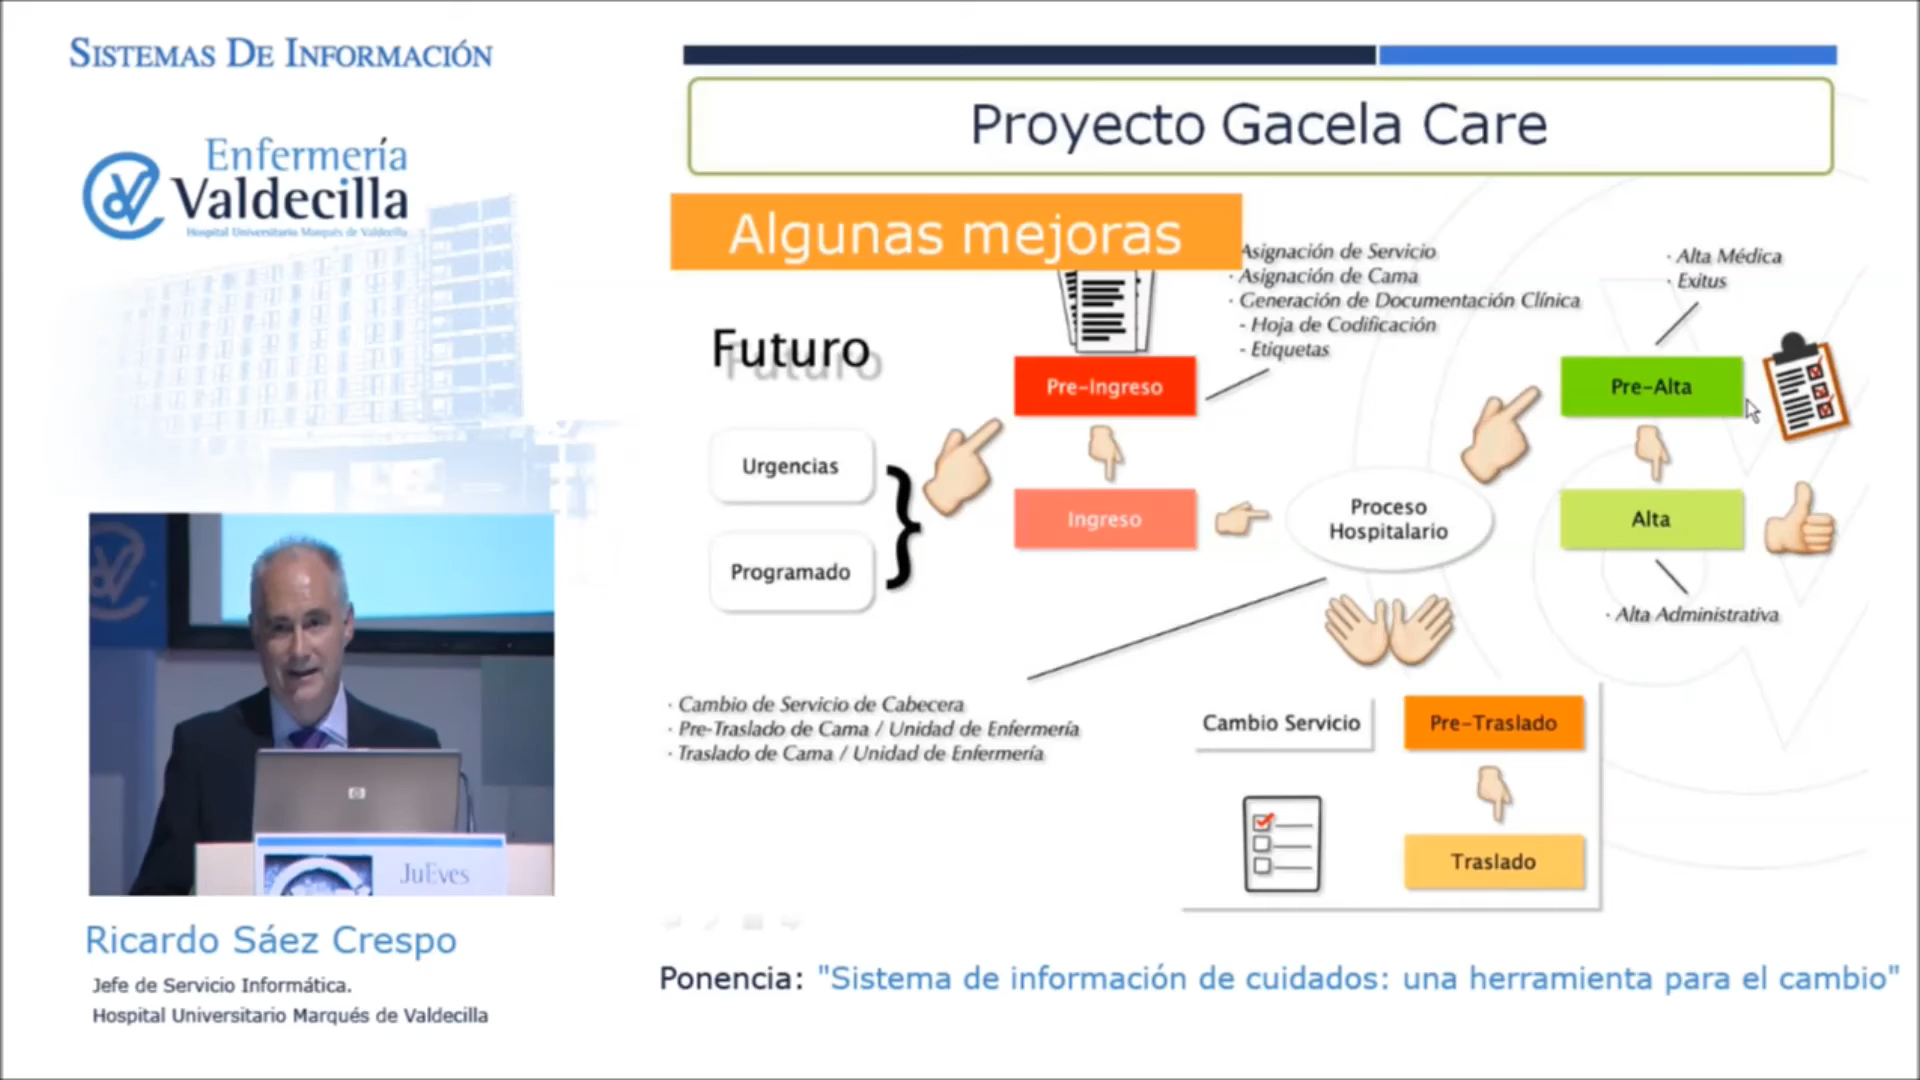 SISTEMAS DE INFORMACIÓN
Enfermería
Valdecilla
Hospital Universitario Marqués de Valdecilla
Proyecto Gacela Care
Algunas mejoras
Asignación de Servicio
· Asignación de Cama
· Generación de Documentación Clínica
- Hoja de Codificación
- Etiquetas
· Alta Médica
· Exitus
Futuro
Pre-Ingreso
Pre-Alta
Urgencias
Programado
Ingreso
Proceso
Hospitalario
Alta
· Alta Administrativa
· Cambio de Servicio de Cabecera
· Pre-Traslado de Cama / Unidad de Enfermería
· Traslado de Cama / Unidad de Enfermería
Cambio Servicio
Pre-Traslado
Traslado
hp
JuEves
Ricardo Sáez Crespo
Jefe de Servicio Informática.
Hospital Universitario Marqués de Valdecilla
Ponencia: "Sistema de información de cuidados: una herramienta para el cambio"